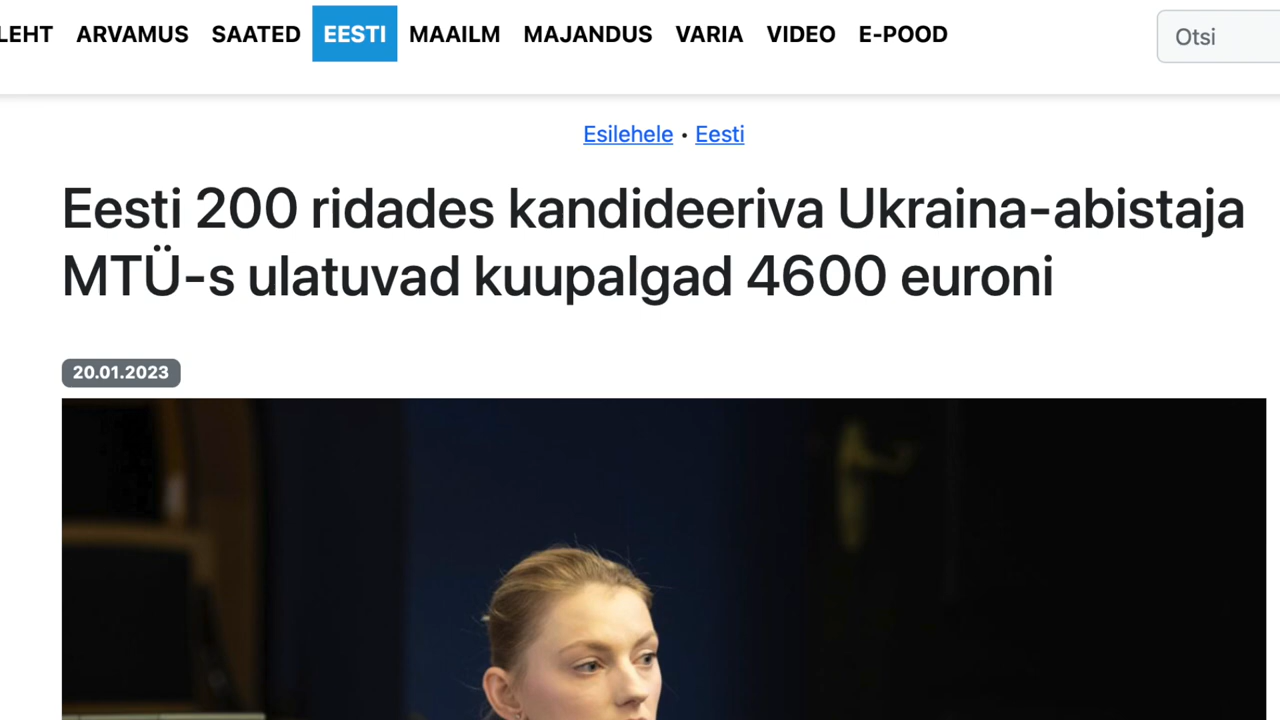 LEHT ARVAMUS SAATED EESTI MAAILM MAJANDUS VARIA VIDEO E-POOD Otsi
Esilehele • Eesti
Eesti 200 ridades kandideeriva Ukraina-abistaja
MTÜ-s ulatuvad kuupalgad 4600 euroni
20.01.2023